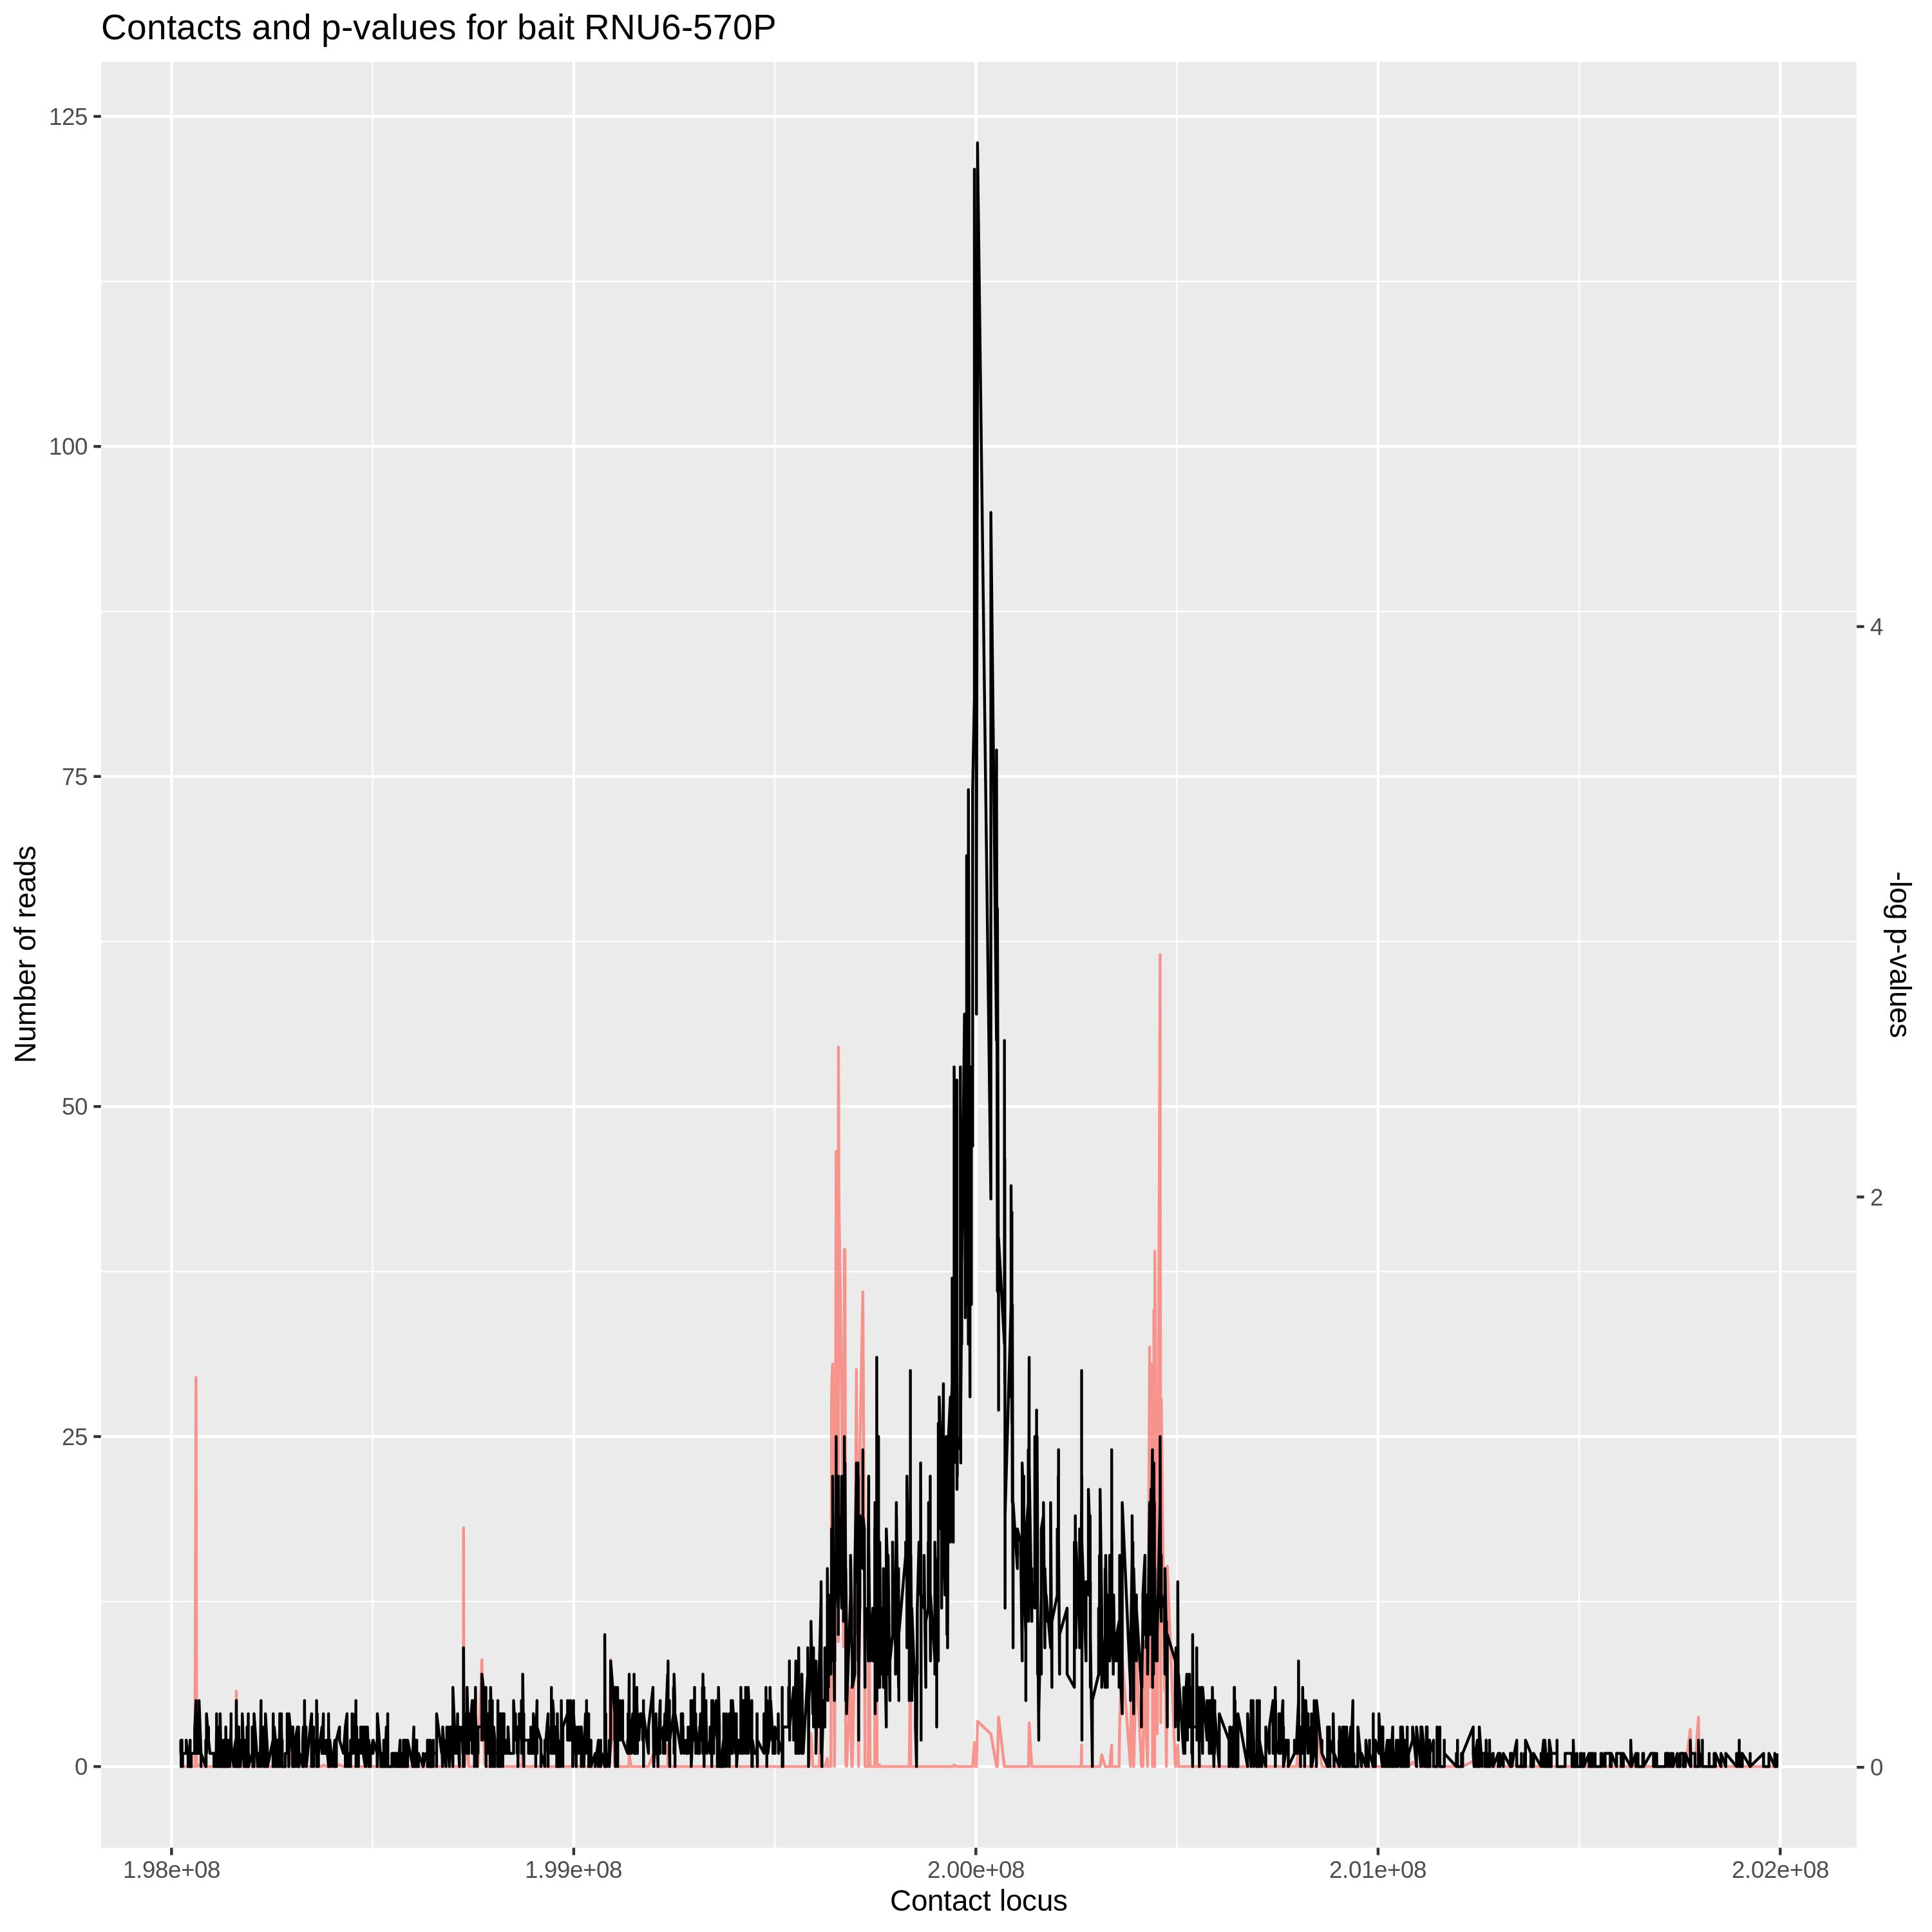 Contacts and p-values for bait RNU6-570P
125
100
75
50
25
0
Number of reads
4
2
0
-log p-values
1.98e+08 1.99e+08 2.00e+08 2.01e+08 2.02e+08
Contact locus